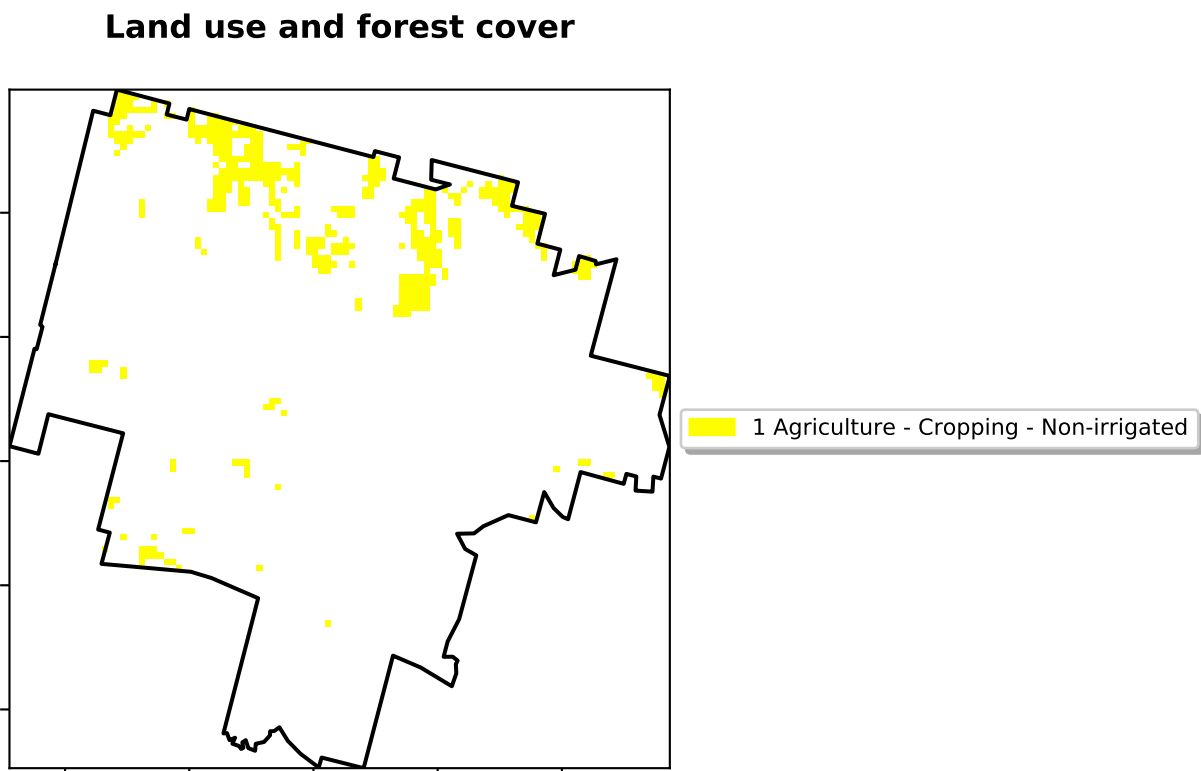 Land use and forest cover
1 Agriculture - Cropping - Non-irrigated